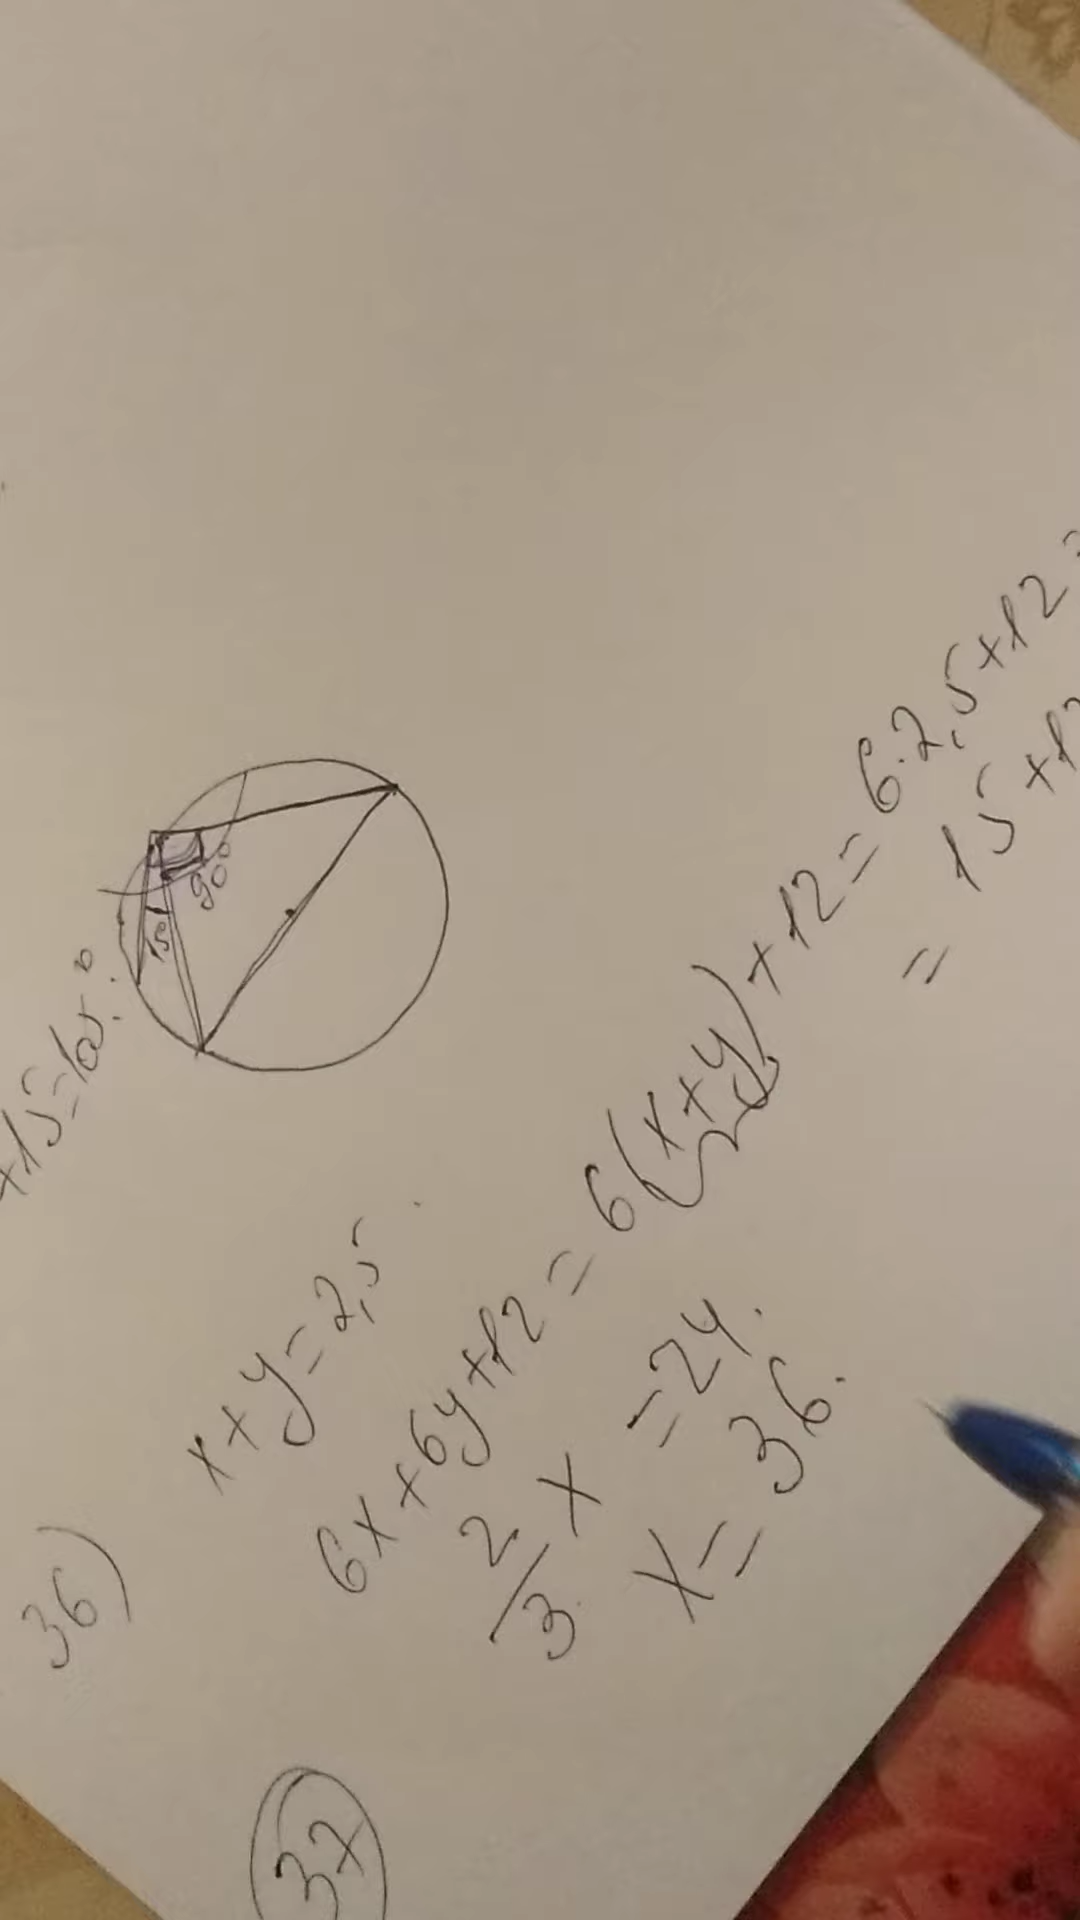 90°
15°
+15=105°
36)
x+y=2,5
6x+6y+12=6(x+y)+12=6·2,5+12=
=15+12
2/3 x =24.
x=36.
37